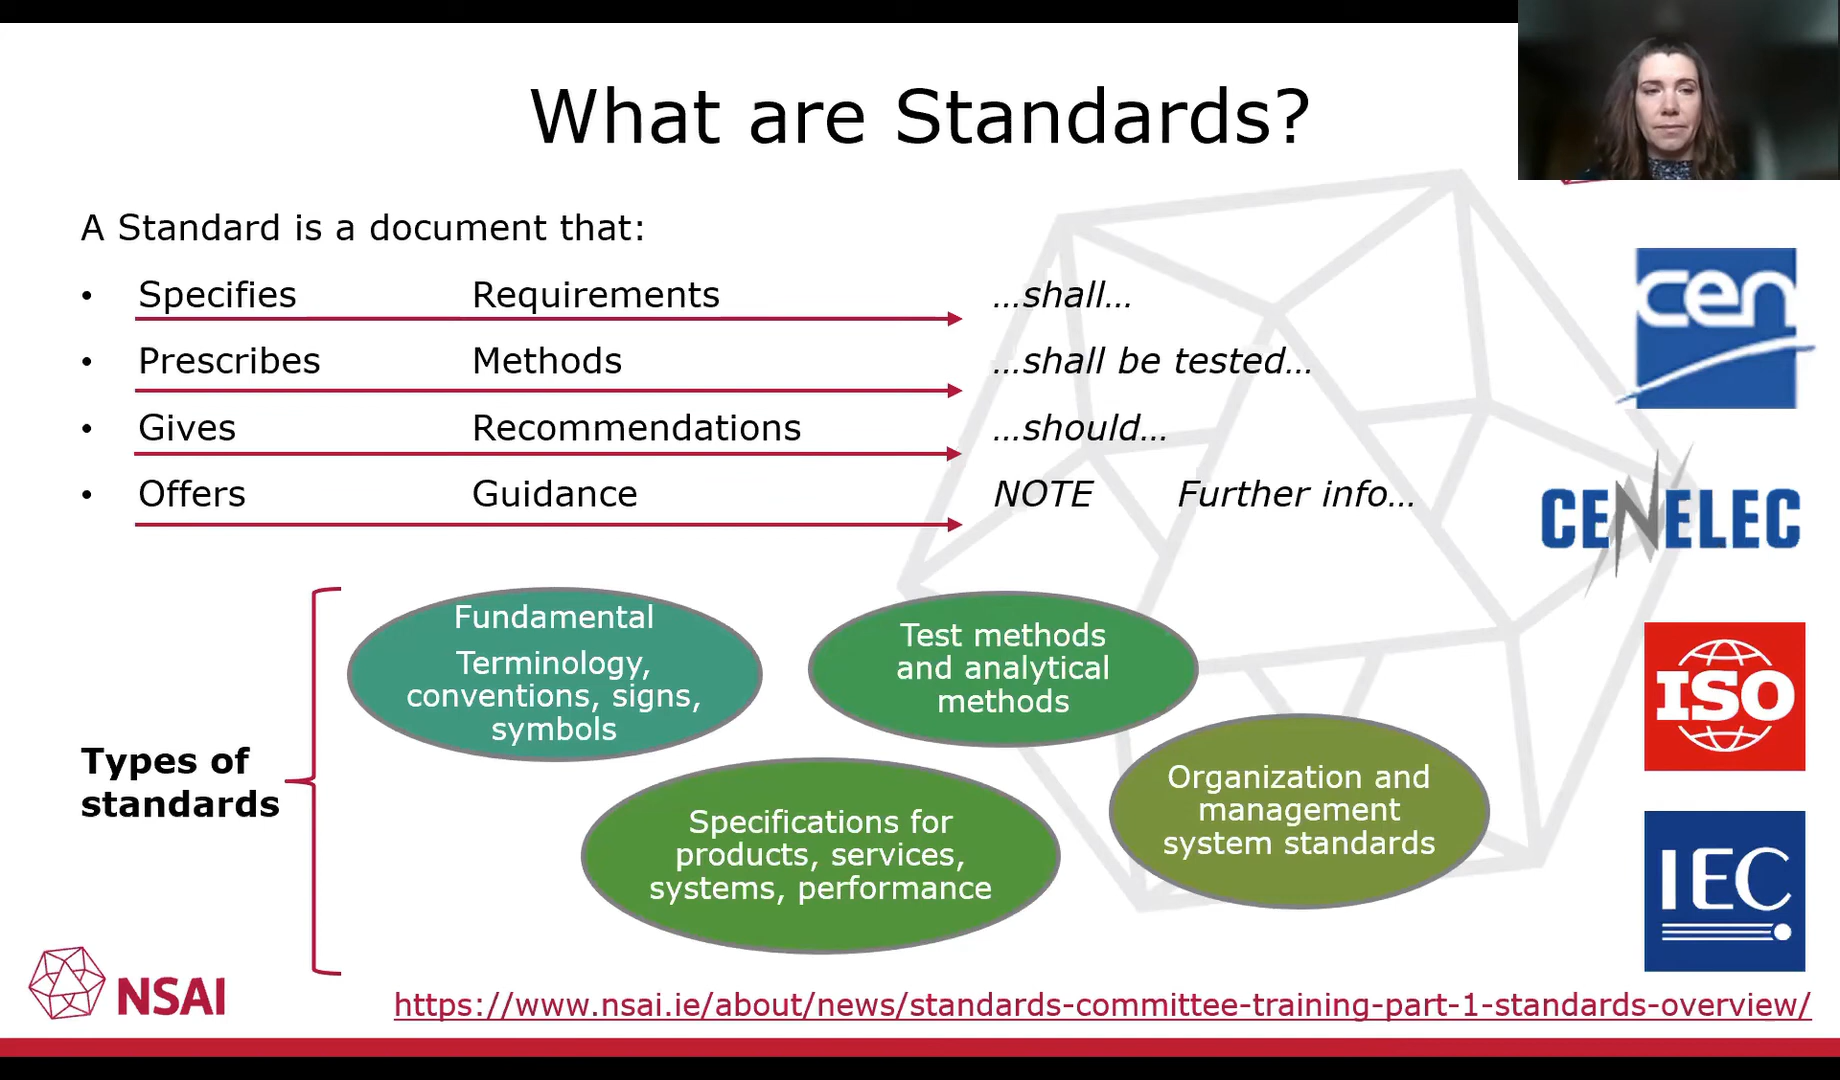 What are Standards?
A Standard is a document that:
• Specifies Requirements …shall…
• Prescribes Methods …shall be tested…
• Gives Recommendations …should…
• Offers Guidance NOTE Further info…
cen
CENELEC
ISO
IEC
Types of
standards
Fundamental
Terminology,
conventions, signs,
symbols
Test methods
and analytical
methods
Specifications for
products, services,
systems, performance
Organization and
management
system standards
NSAI
https://www.nsai.ie/about/news/standards-committee-training-part-1-standards-overview/